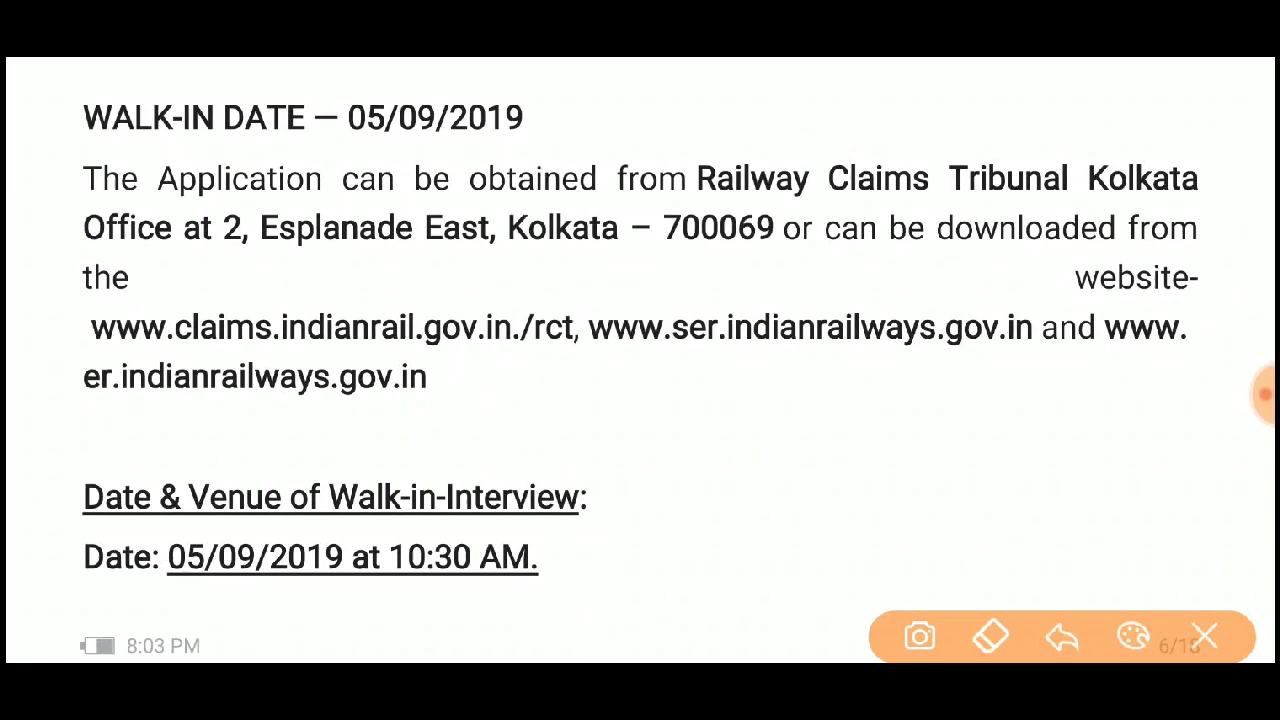 WALK-IN DATE – 05/09/2019
The Application can be obtained from Railway Claims Tribunal Kolkata
Office at 2, Esplanade East, Kolkata – 700069 or can be downloaded from
the website-
www.claims.indianrail.gov.in./rct, www.ser.indianrailways.gov.in and www.
er.indianrailways.gov.in
Date & Venue of Walk-in-Interview:
Date: 05/09/2019 at 10:30 AM.
8:03 PM
6/18